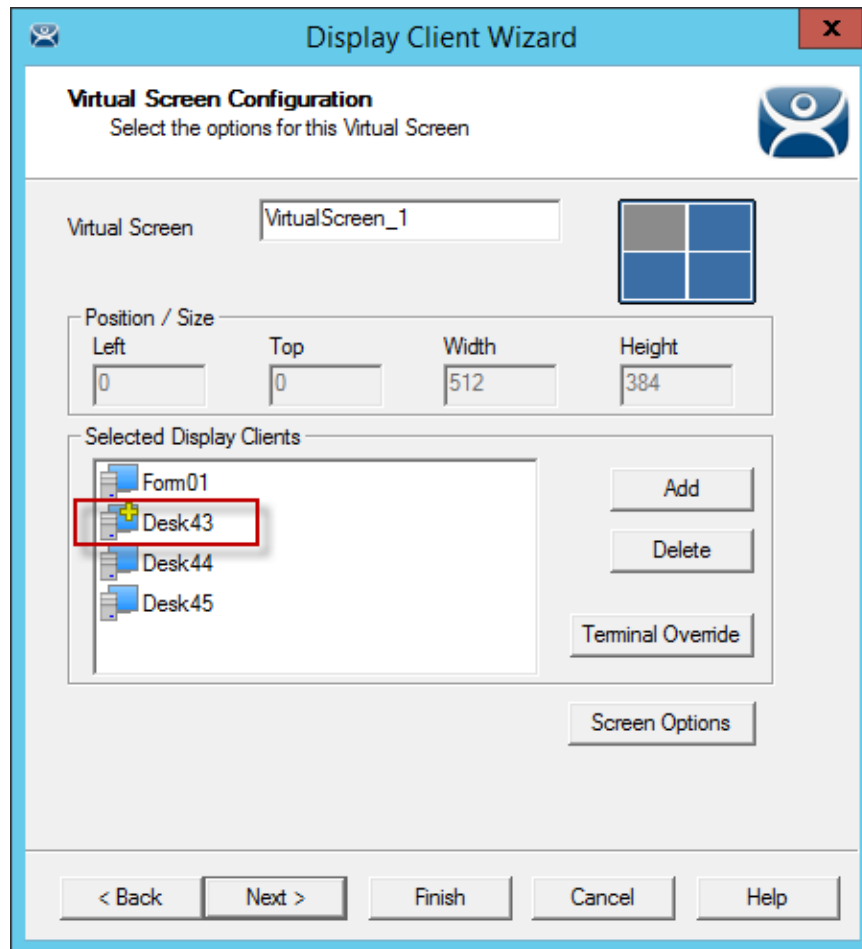 Display Client Wizard
x
Virtual Screen Configuration
Select the options for this Virtual Screen
Virtual Screen VirtualScreen_1
Position / Size
Left Top Width Height
0 0 512 384
Selected Display Clients
Form01
Desk43
Desk44
Desk45
Add
Delete
Terminal Override
Screen Options
< Back Next > Finish Cancel Help